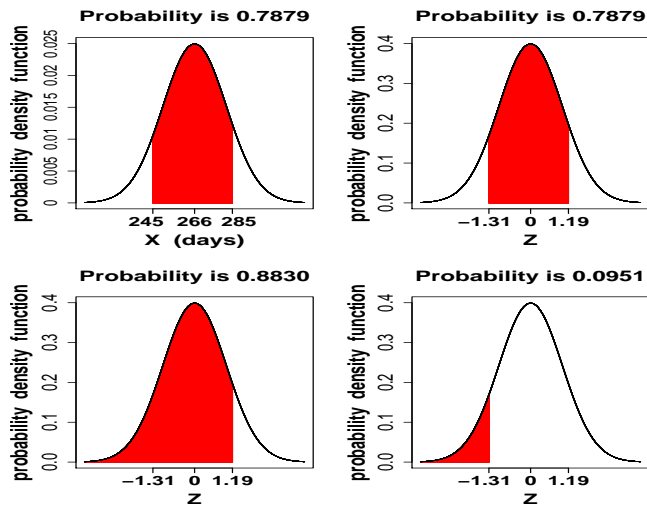 Probability is 0.7879
probability density function
0 0.005 0.010 0.015 0.020 0.025
245 266 285
X (days)
Probability is 0.7879
probability density function
0.0 0.1 0.2 0.3 0.4
−1.31 0 1.19
Z
Probability is 0.8830
probability density function
0.0 0.1 0.2 0.3 0.4
−1.31 0 1.19
Z
Probability is 0.0951
probability density function
0.0 0.1 0.2 0.3 0.4
−1.31 0 1.19
Z